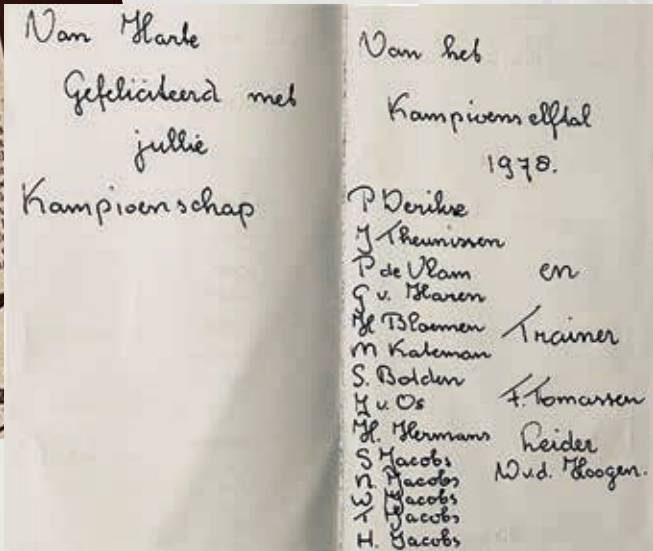 Van Harte
Gefeliciteerd met
jullie
Kampioenschap
Van het
Kampioenselftal
1978.
P Derikse
J Theunissen
P de Vlam
G v. Haren
H Bloemen
M Kateman
S. Bolden
J v. Os
H. Hermans
S Jacobs
N. Jacobs
W Jacobs
T Jacobs
H. Jacobs
en
Trainer
F. Tomassen
Leider
W v.d. Hoogen.